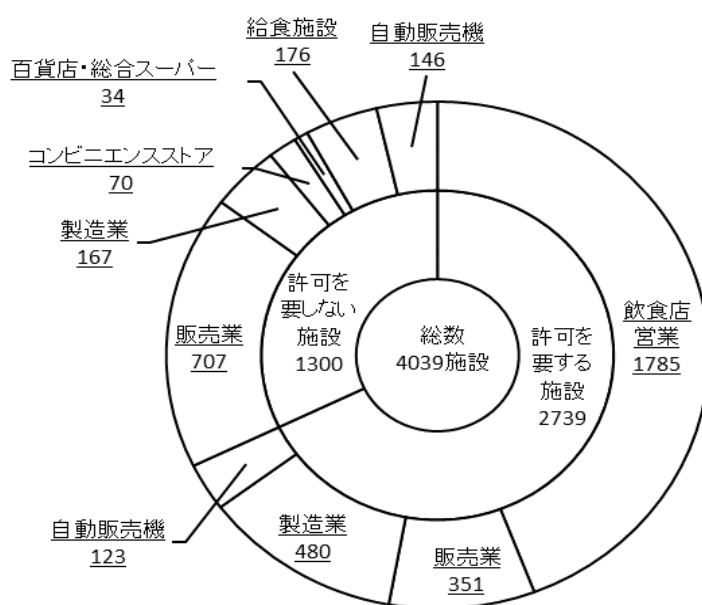 給食施設
176
自動販売機
146
百貨店・総合スーパー
34
コンビニエンスストア
70
製造業
167
販売業
707
許可を
要しない
施設
1300
総数
4039施設
許可を
要する
施設
2739
飲食店
営業
1785
自動販売機
123
製造業
480
販売業
351